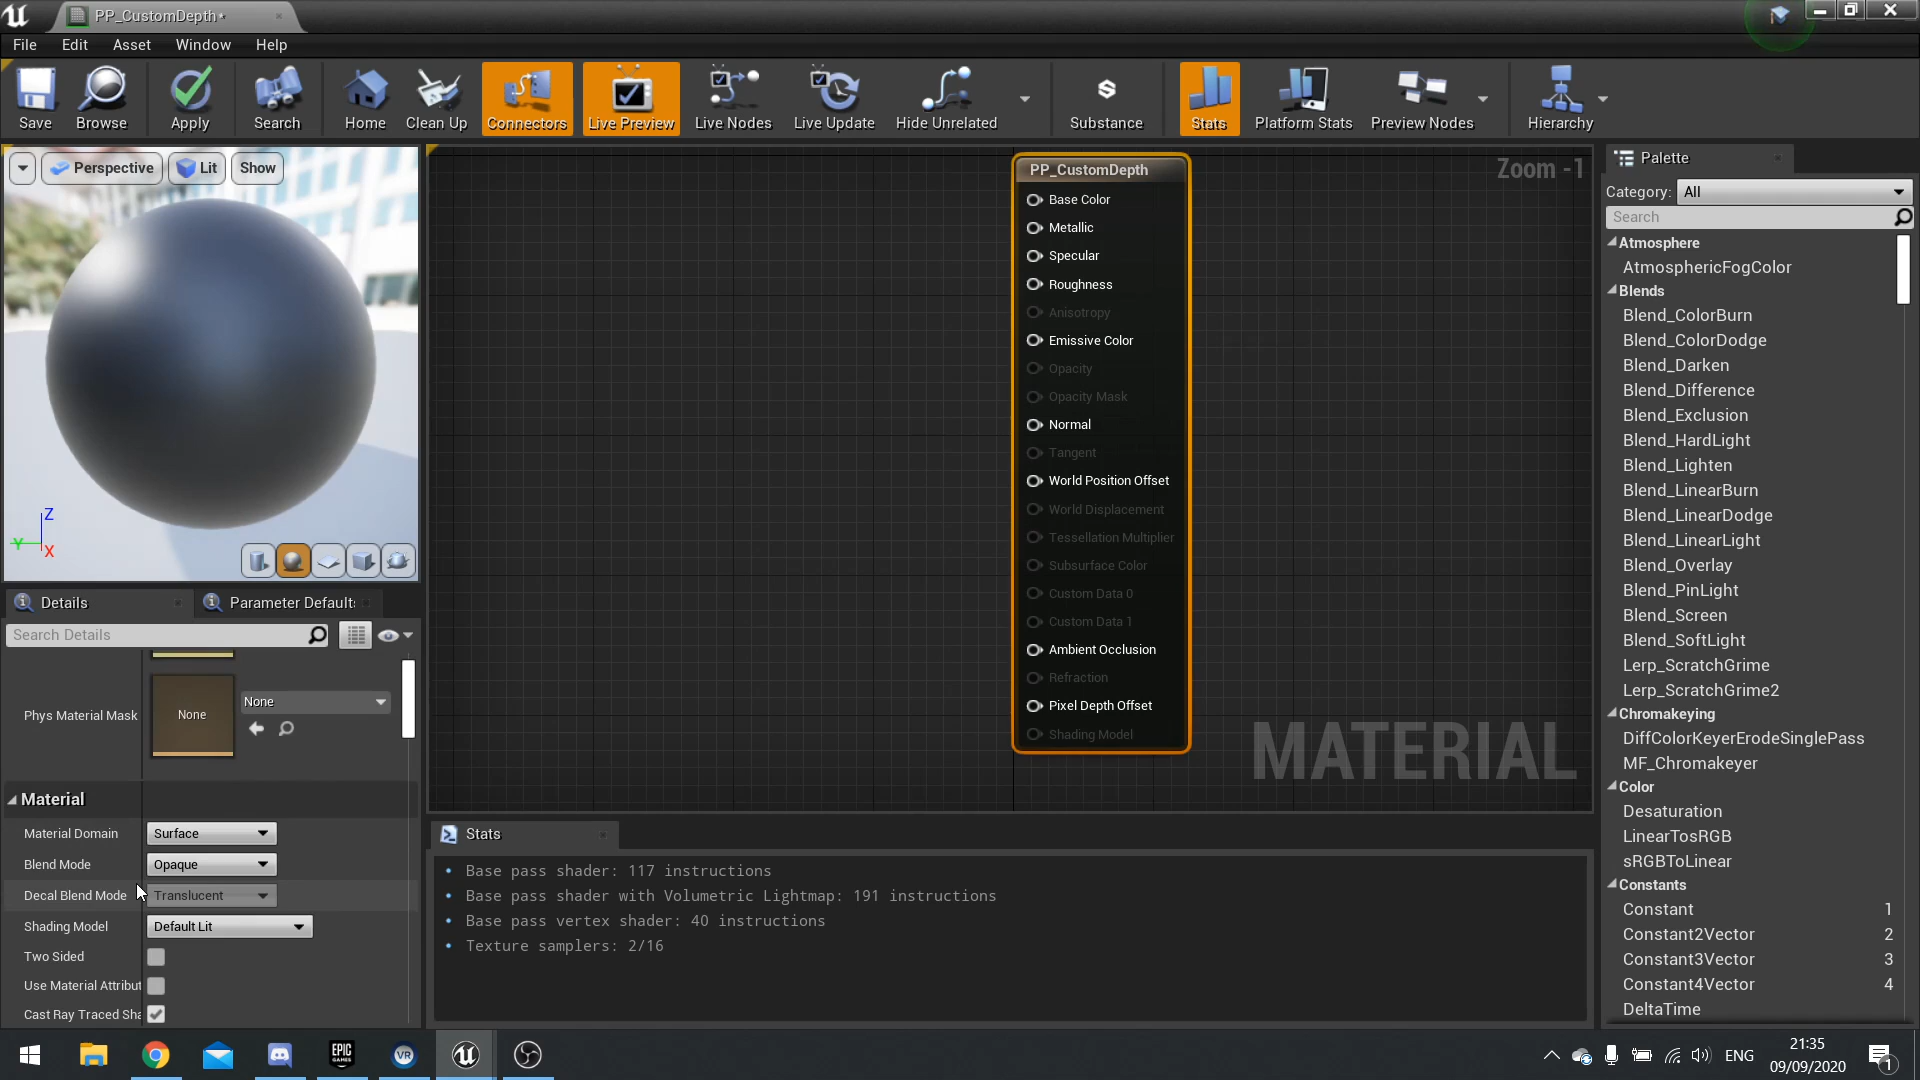 PP_CustomDepth*
File Edit Asset Window Help
Save Browse Apply Search Home Clean Up Connectors Live Preview Live Nodes Live Update Hide Unrelated Substance Stats Platform Stats Preview Nodes Hierarchy
Perspective Lit Show
Z
Y
X
PP_CustomDepth
Base Color
Metallic
Specular
Roughness
Anisotropy
Emissive Color
Opacity
Opacity Mask
Normal
Tangent
World Position Offset
World Displacement
Tessellation Multiplier
Subsurface Color
Custom Data 0
Custom Data 1
Ambient Occlusion
Refraction
Pixel Depth Offset
Shading Model
Zoom -1
MATERIAL
Details Parameter Default
Search Details
Phys Material Mask None None
Material
Material Domain Surface
Blend Mode Opaque
Decal Blend Mode Translucent
Shading Model Default Lit
Two Sided
Use Material Attribut
Cast Ray Traced Sha
Stats
• Base pass shader: 117 instructions
• Base pass shader with Volumetric Lightmap: 191 instructions
• Base pass vertex shader: 40 instructions
• Texture samplers: 2/16
Palette
Category: All
Search
Atmosphere
AtmosphericFogColor
Blends
Blend_ColorBurn
Blend_ColorDodge
Blend_Darken
Blend_Difference
Blend_Exclusion
Blend_HardLight
Blend_Lighten
Blend_LinearBurn
Blend_LinearDodge
Blend_LinearLight
Blend_Overlay
Blend_PinLight
Blend_Screen
Blend_SoftLight
Lerp_ScratchGrime
Lerp_ScratchGrime2
Chromakeying
DiffColorKeyerErodeSinglePass
MF_Chromakeyer
Color
Desaturation
LinearTosRGB
sRGBToLinear
Constants
Constant 1
Constant2Vector 2
Constant3Vector 3
Constant4Vector 4
DeltaTime
EPIC GAMES
VR
ENG
21:35
09/09/2020
1